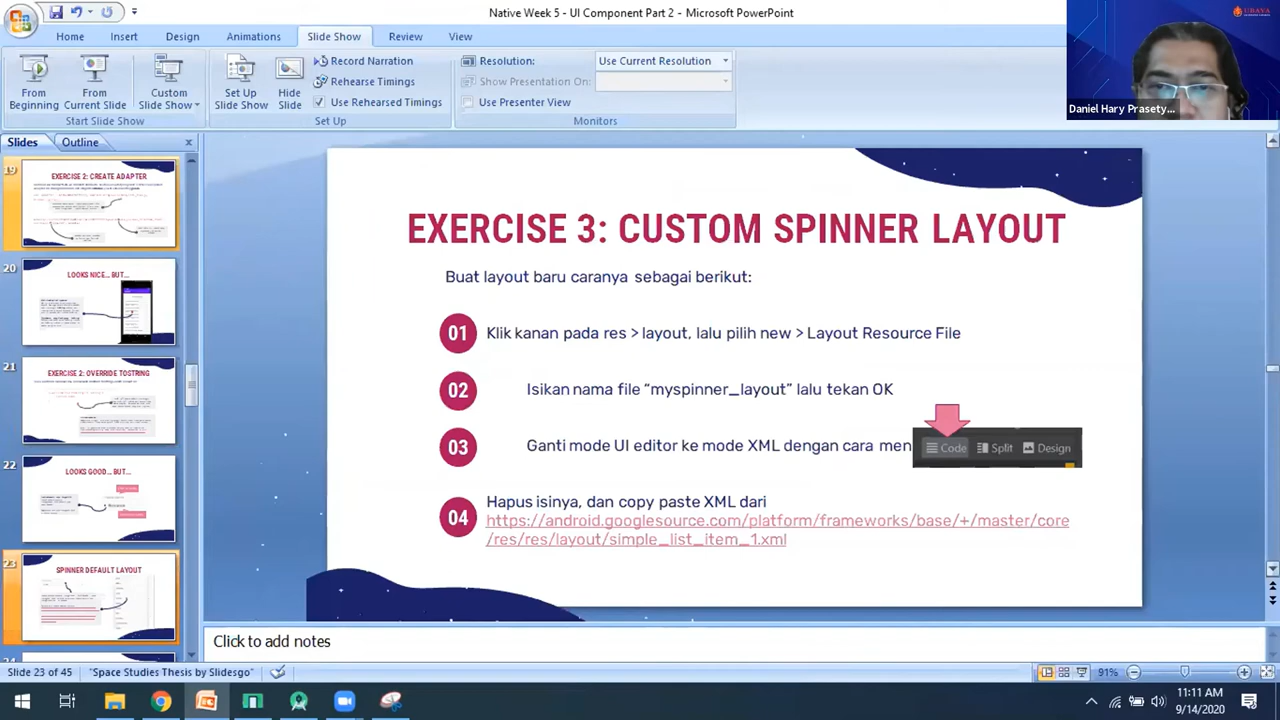 Native Week 5 - UI Component Part 2 - Microsoft PowerPoint
UBAYA
Home Insert Design Animations Slide Show Review View
From Beginning
From Current Slide
Custom Slide Show
Start Slide Show
Set Up Slide Show
Hide Slide
Record Narration
Rehearse Timings
Use Rehearsed Timings
Set Up
Resolution: Use Current Resolution
Show Presentation On:
Use Presenter View
Monitors
Daniel Hary Prasety...
Slides Outline
19
EXERCISE 2: CREATE ADAPTER
20
LOOKS NICE... BUT...
21
EXERCISE 2: OVERRIDE TOSTRING
22
LOOKS GOOD... BUT...
23
SPINNER DEFAULT LAYOUT
EXERCISE 3: CUSTOM SPINNER LAYOUT
Buat layout baru caranya sebagai berikut:
01 Klik kanan pada res > layout, lalu pilih new > Layout Resource File
02 Isikan nama file “myspinner_layout” lalu tekan OK
03 Ganti mode UI editor ke mode XML dengan cara men
Code Split Design
04 Hapus isinya, dan copy paste XML dari
https://android.googlesource.com/platform/frameworks/base/+/master/core
/res/res/layout/simple_list_item_1.xml
Click to add notes
Slide 23 of 45 "Space Studies Thesis by Slidesgo" 91%
11:11 AM
9/14/2020